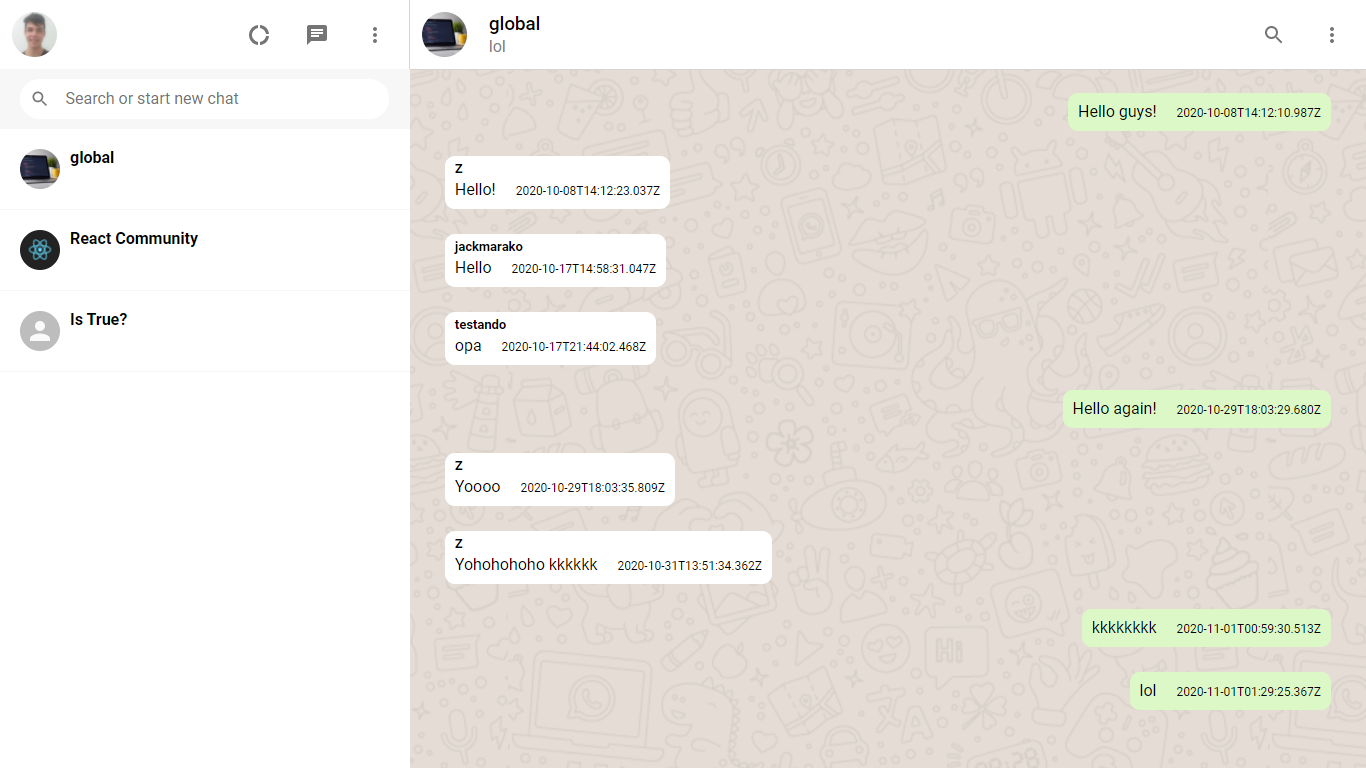 Search or start new chat
global
React Community
Is True?
global
lol
Hello guys! 2020-10-08T14:12:10.987Z
Z
Hello! 2020-10-08T14:12:23.037Z
jackmarako
Hello 2020-10-17T14:58:31.047Z
testando
opa 2020-10-17T21:44:02.468Z
Hello again! 2020-10-29T18:03:29.680Z
Z
Yoooo 2020-10-29T18:03:35.809Z
Z
Yohohohoho kkkkkk 2020-10-31T13:51:34.362Z
kkkkkkkk 2020-11-01T00:59:30.513Z
Hi
lol 2020-11-01T01:29:25.367Z